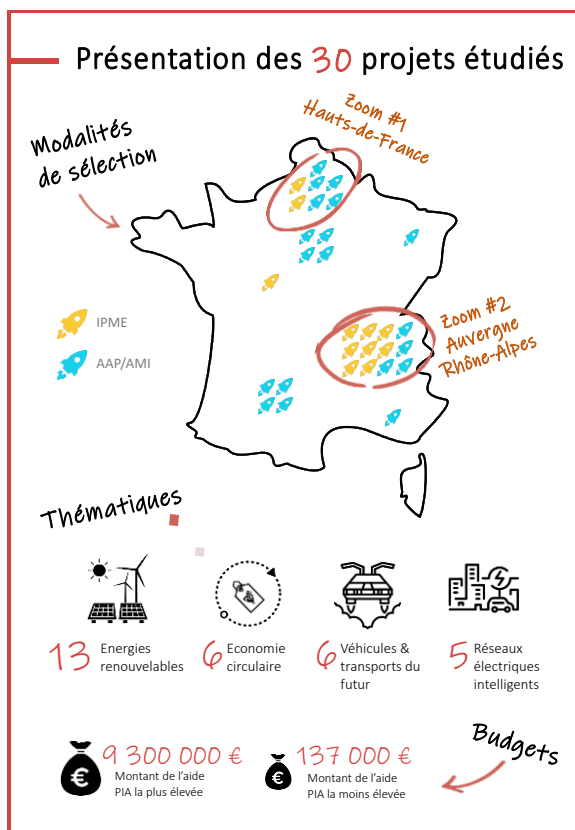 Présentation des 30 projets étudiés
Zoom #1
Hauts-de-France
Modalités
de sélection
IPME
AAP/AMI
Zoom #2
Auvergne
Rhône-Alpes
Thématiques
13 Energies
renouvelables
6 Economie
circulaire
6 Véhicules &
transports du
futur
5 Réseaux
électriques
intelligents
Budgets
9 300 000 €
Montant de l'aide
PIA la plus élevée
137 000 €
Montant de l'aide
PIA la moins élevée